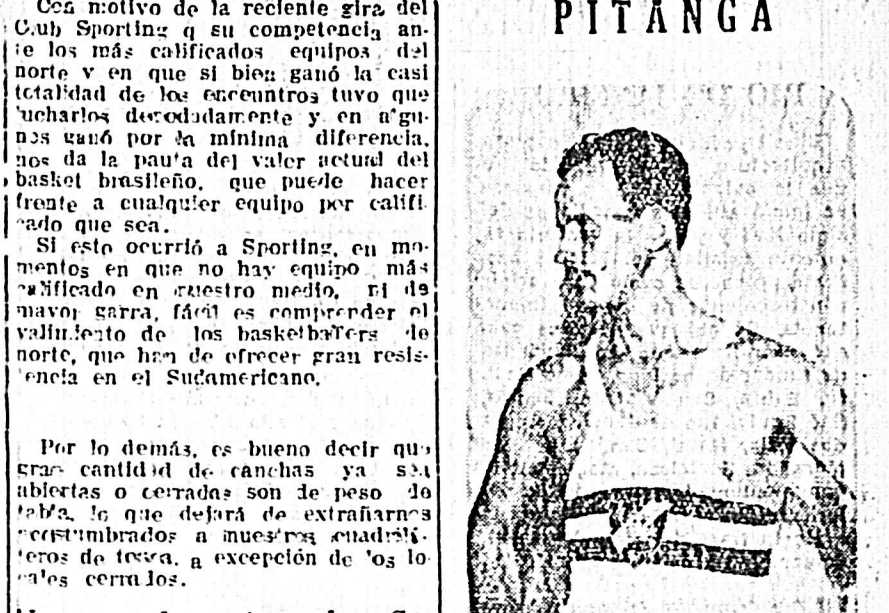 Con motivo de la reciente gira del
Club Sporting q su competencia an-
te los más calificados equipos del
norte y en que si bien ganó la casi
totalidad de los encuentros tuvo que
lucharlos denodadamente y en algu-
nos ganó por la mínima diferencia,
nos da la pauta del valor actual del
basket brasileño, que puede hacer
frente a cualquier equipo por califi
cado que sea.
Si esto ocurrió a Sporting, en mo-
mentos en que no hay equipo más
calificado en nuestro medio, ni de
mayor garra, fácil es comprender el
valimiento de los basketballers de
norte, que han de ofrecer gran resis-
tencia en el Sudamericano.
Por lo demás, es bueno decir que
gran cantidad de canchas ya sea
abiertas o cerradas son de peso de
tabla, lo que dejará de extrañarnos
acostumbrados a nuestros
de tosca, a excepción de los lo-
cales cerrados.
PITANGA